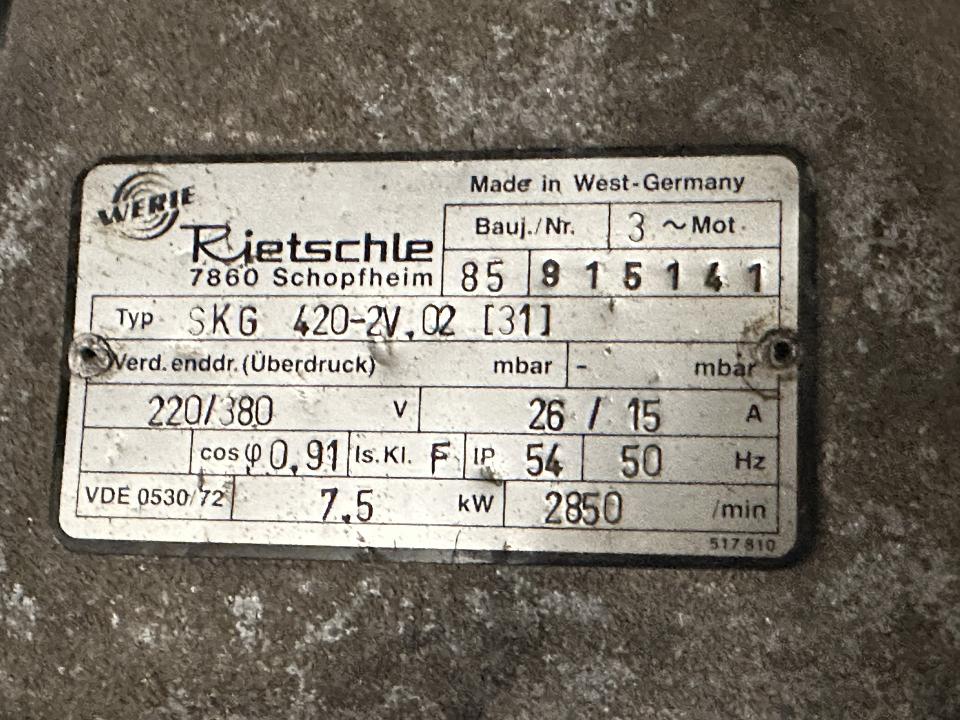 WERIE
Made in West-Germany
Rietschle
7860 Schopfheim
Bauj./Nr. 3 ~ Mot.
85 915141
Typ SKG 420-2V.02 [31]
Verd. enddr. (Überdruck) mbar - mbar
220/380 V 26 / 15 A
cos φ 0,91 Is. Kl. F IP 54 50 Hz
VDE 0530/72 7.5 kW 2850 /min
517 810